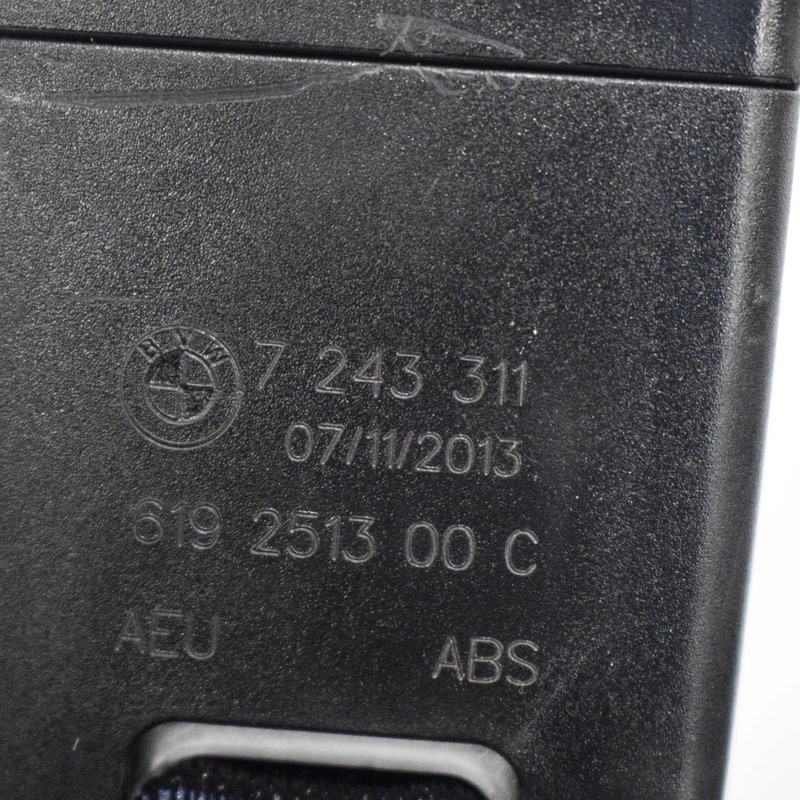 BMW
7 243 311
07/11/2013
619 2513 00 C
AEU ABS